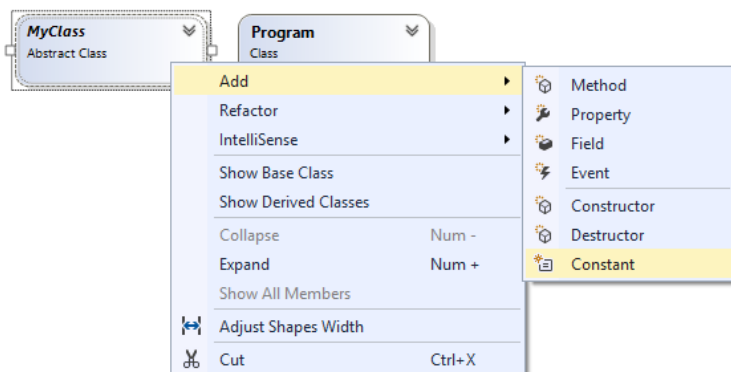 MyClass
Abstract Class
Program
Class
Add
Refactor
IntelliSense
Show Base Class
Show Derived Classes
Collapse Num -
Expand Num +
Show All Members
Adjust Shapes Width
Cut Ctrl+X
Method
Property
Field
Event
Constructor
Destructor
Constant